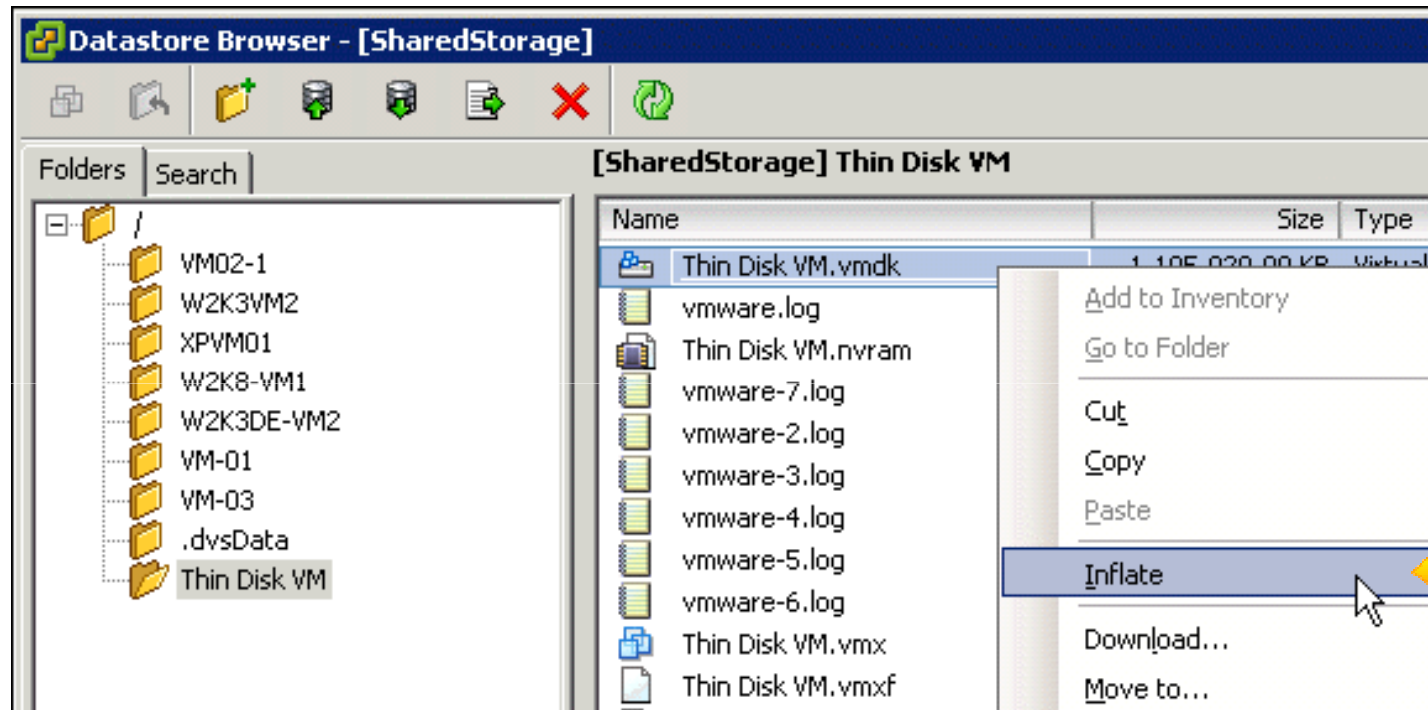 Datastore Browser - [SharedStorage]
Folders
Search
[SharedStorage] Thin Disk VM
/
VM02-1
W2K3VM2
XPVM01
W2K8-VM1
W2K3DE-VM2
VM-01
VM-03
.dvsData
Thin Disk VM
Name Size Type
Thin Disk VM.vmdk
vmware.log
Thin Disk VM.nvram
vmware-7.log
vmware-2.log
vmware-3.log
vmware-4.log
vmware-5.log
vmware-6.log
Thin Disk VM.vmx
Thin Disk VM.vmxf
Add to Inventory
Go to Folder
Cut
Copy
Paste
Inflate
Download...
Move to...